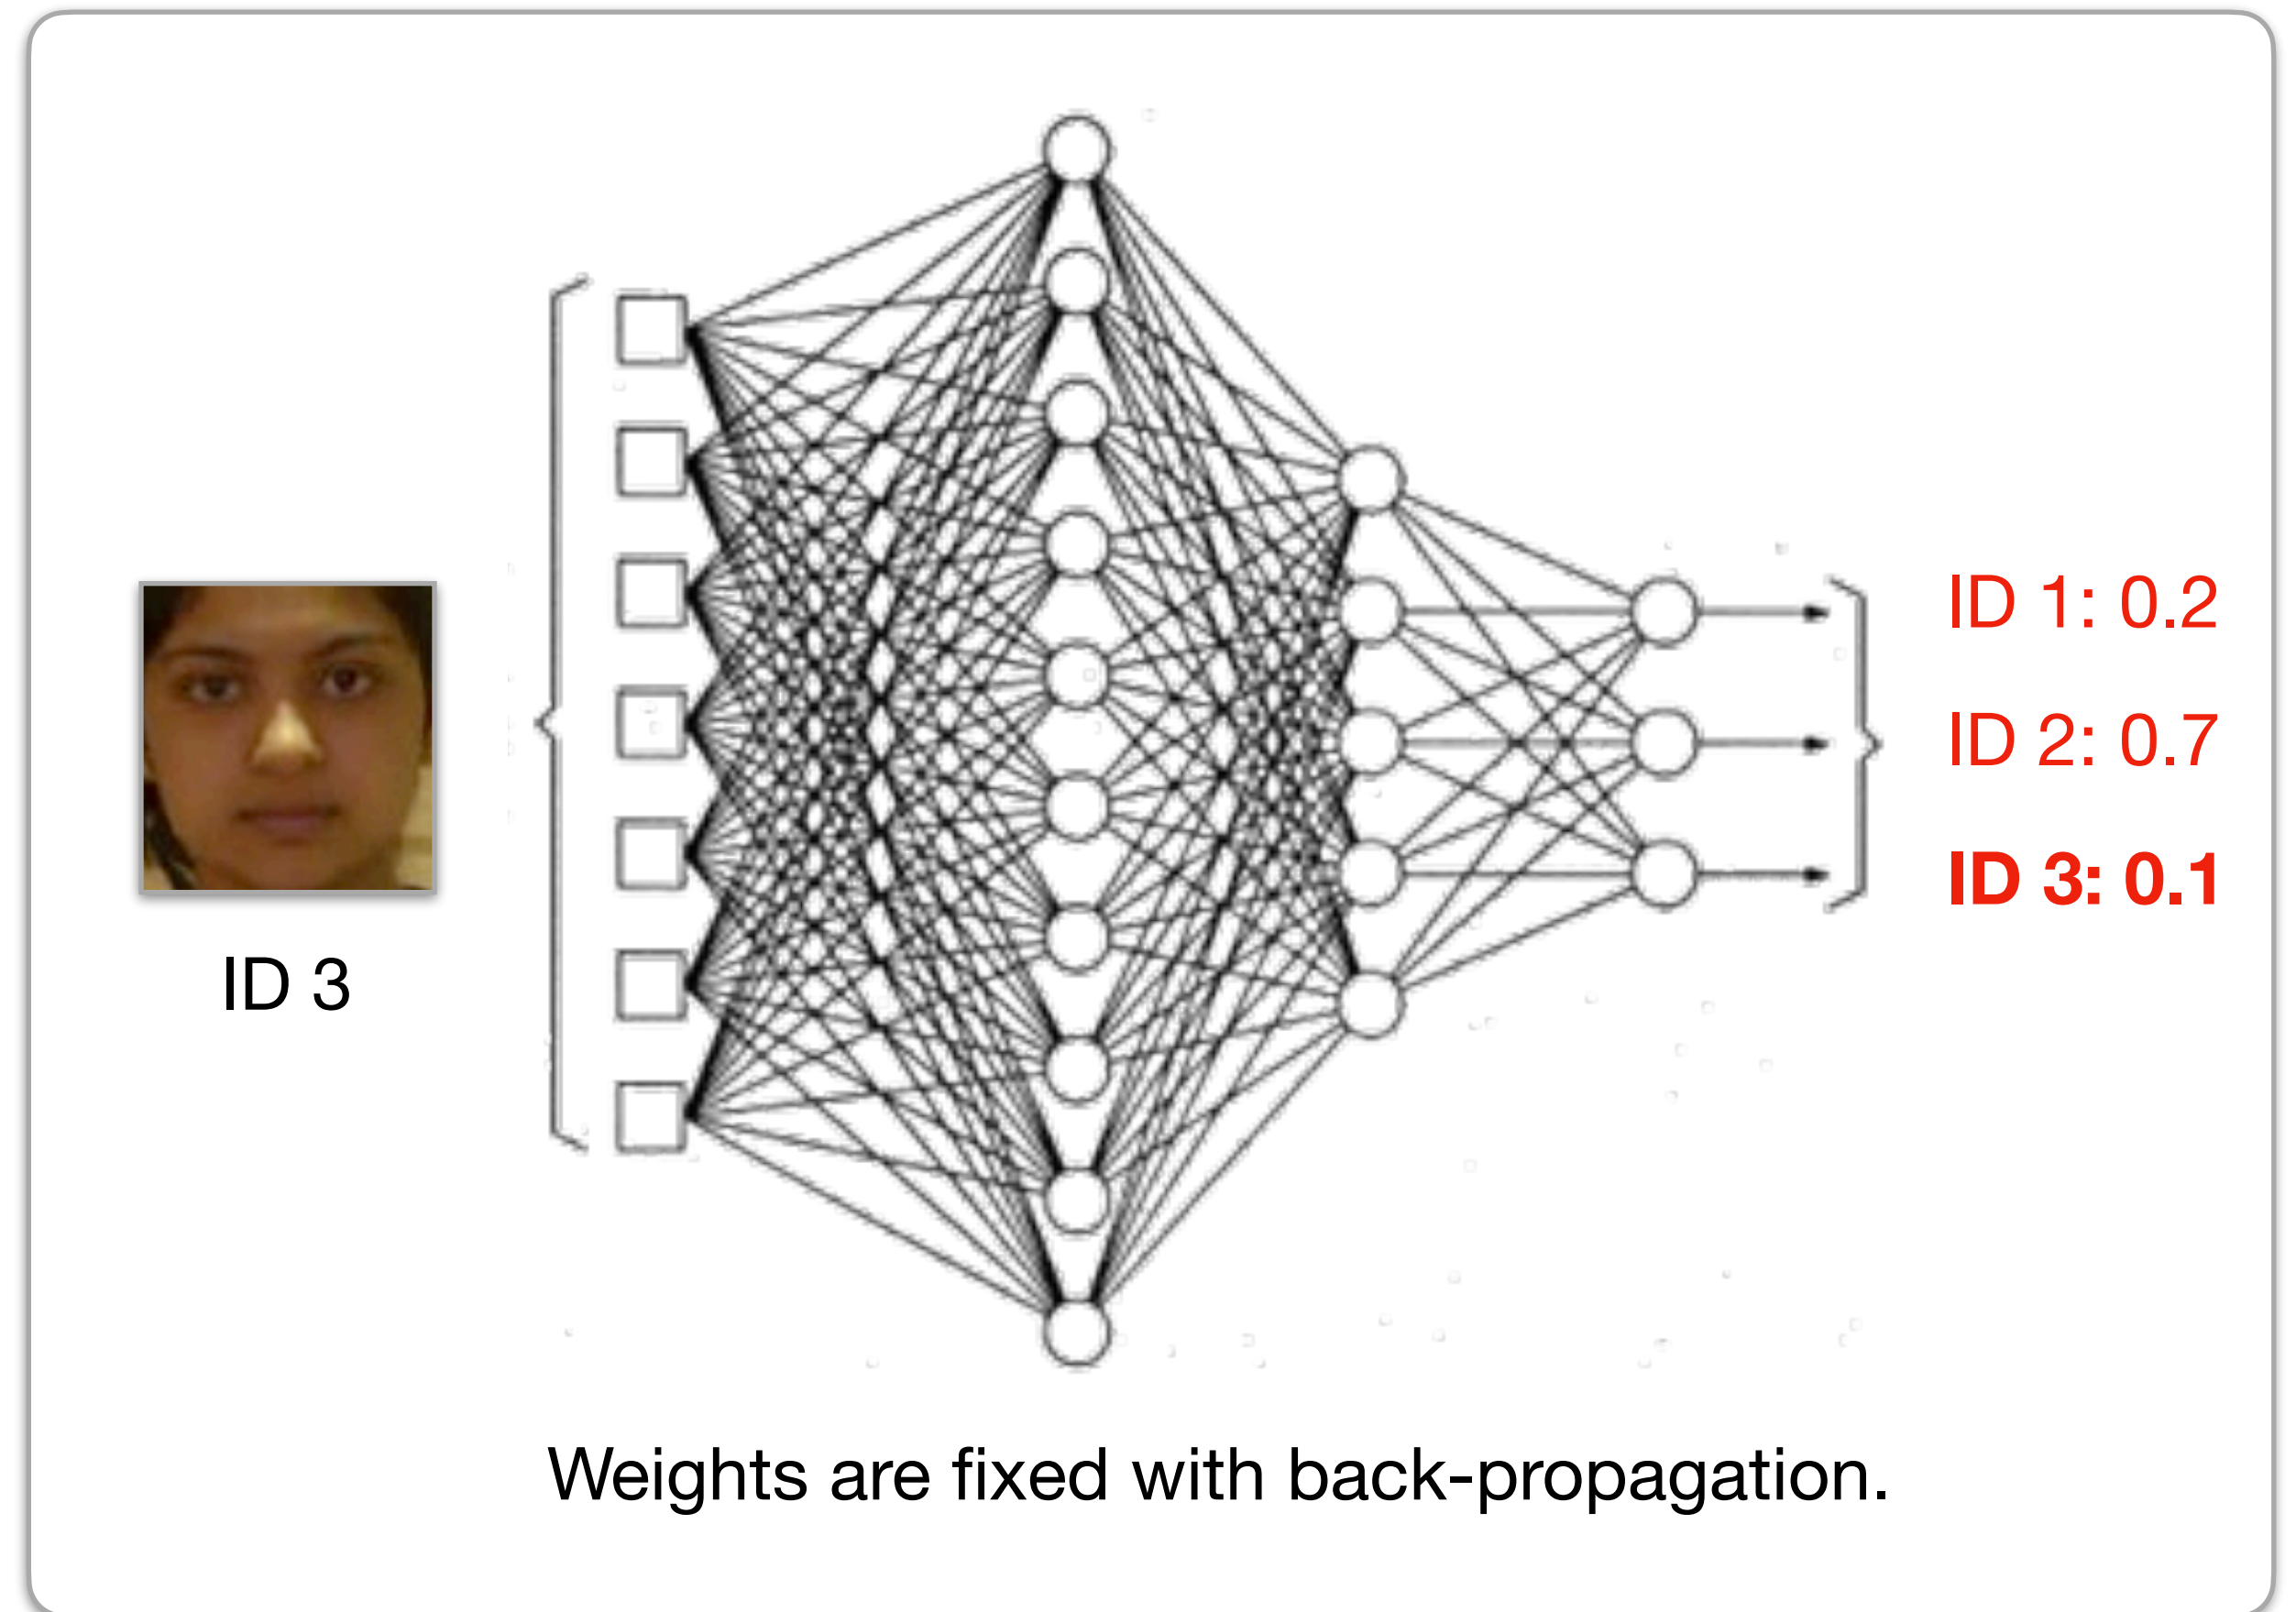 ID 1: 0.2
ID 2: 0.7
ID 3: 0.1
ID 3
Weights are fixed with back-propagation.